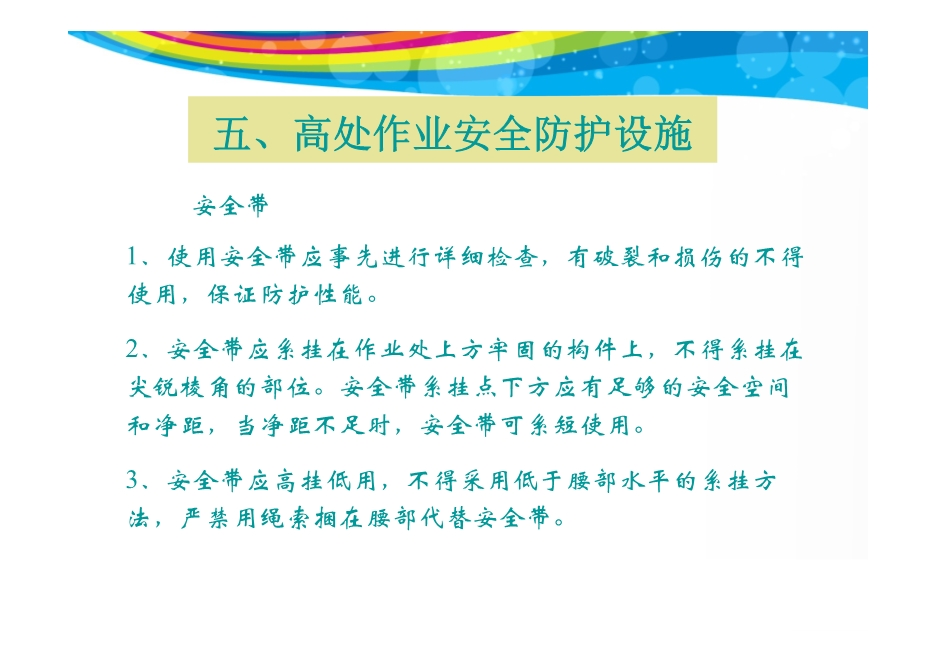 五、高处作业安全防护设施
安全带
1、使用安全带应事先进行详细检查，有破裂和损伤的不得
使用，保证防护性能。
2、安全带应系挂在作业处上方牢固的构件上，不得系挂在
尖锐棱角的部位。安全带系挂点下方应有足够的安全空间
和净距，当净距不足时，安全带可系短使用。
3、安全带应高挂低用，不得采用低于腰部水平的系挂方
法，严禁用绳索捆在腰部代替安全带。